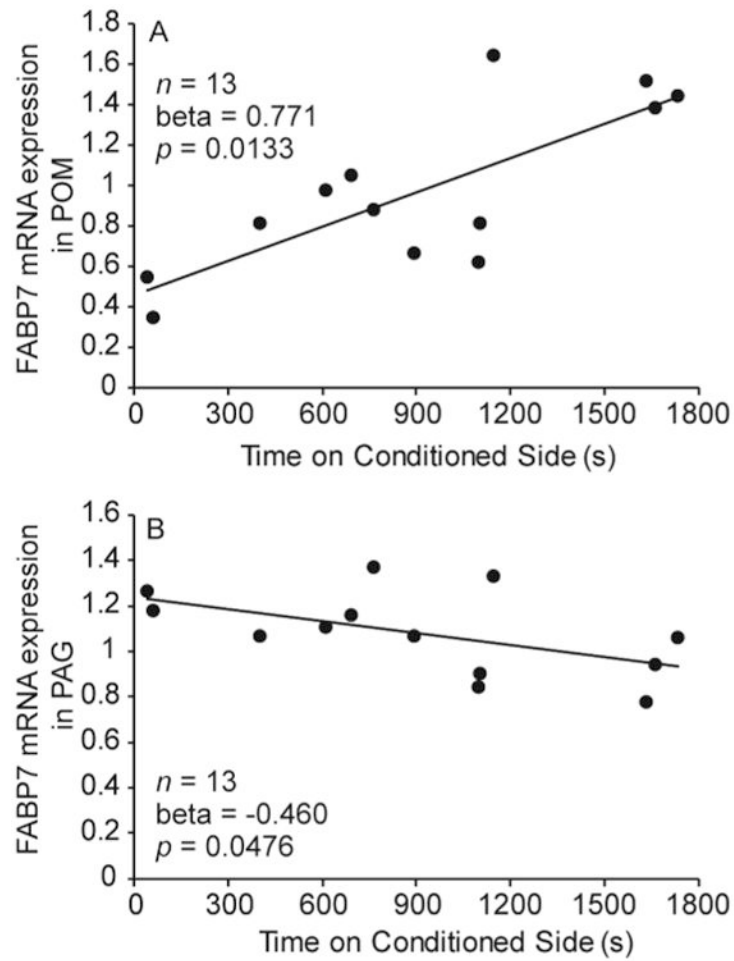 A
n = 13
beta = 0.771
p = 0.0133
FABP7 mRNA expression
in POM
1.8
1.6
1.4
1.2
1
0.8
0.6
0.4
0.2
0
0 300 600 900 1200 1500 1800
Time on Conditioned Side (s)
B
FABP7 mRNA expression
in PAG
1.6
1.4
1.2
1
0.8
0.6
0.4
0.2
0
n = 13
beta = -0.460
p = 0.0476
0 300 600 900 1200 1500 1800
Time on Conditioned Side (s)